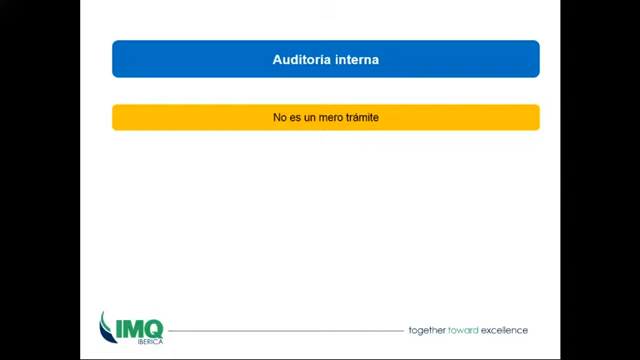 Auditoría interna
No es un mero trámite
IMQ
IBERICA
together toward excellence